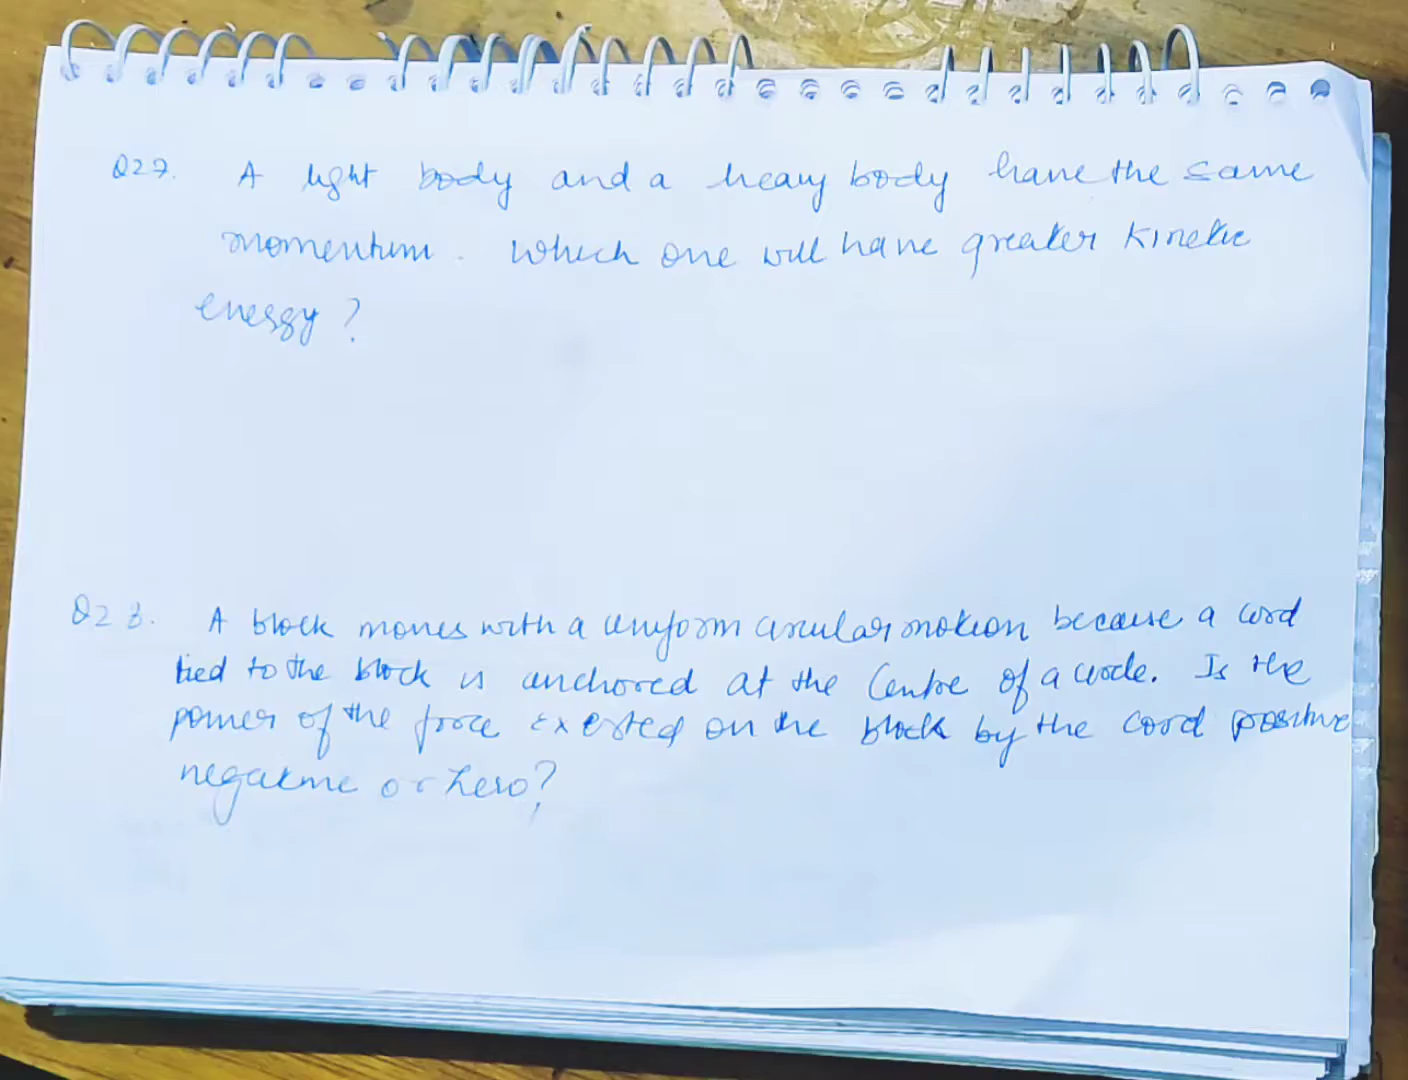 Q27. A light body and a heavy body have the same
momentum. Which one will have greater kinetic
energy?
Q28. A block moves with a uniform circular motion because a cord
tied to the block is anchored at the Centre of a circle. Is the
power of the force exerted on the block by the cord positive
negative or zero?